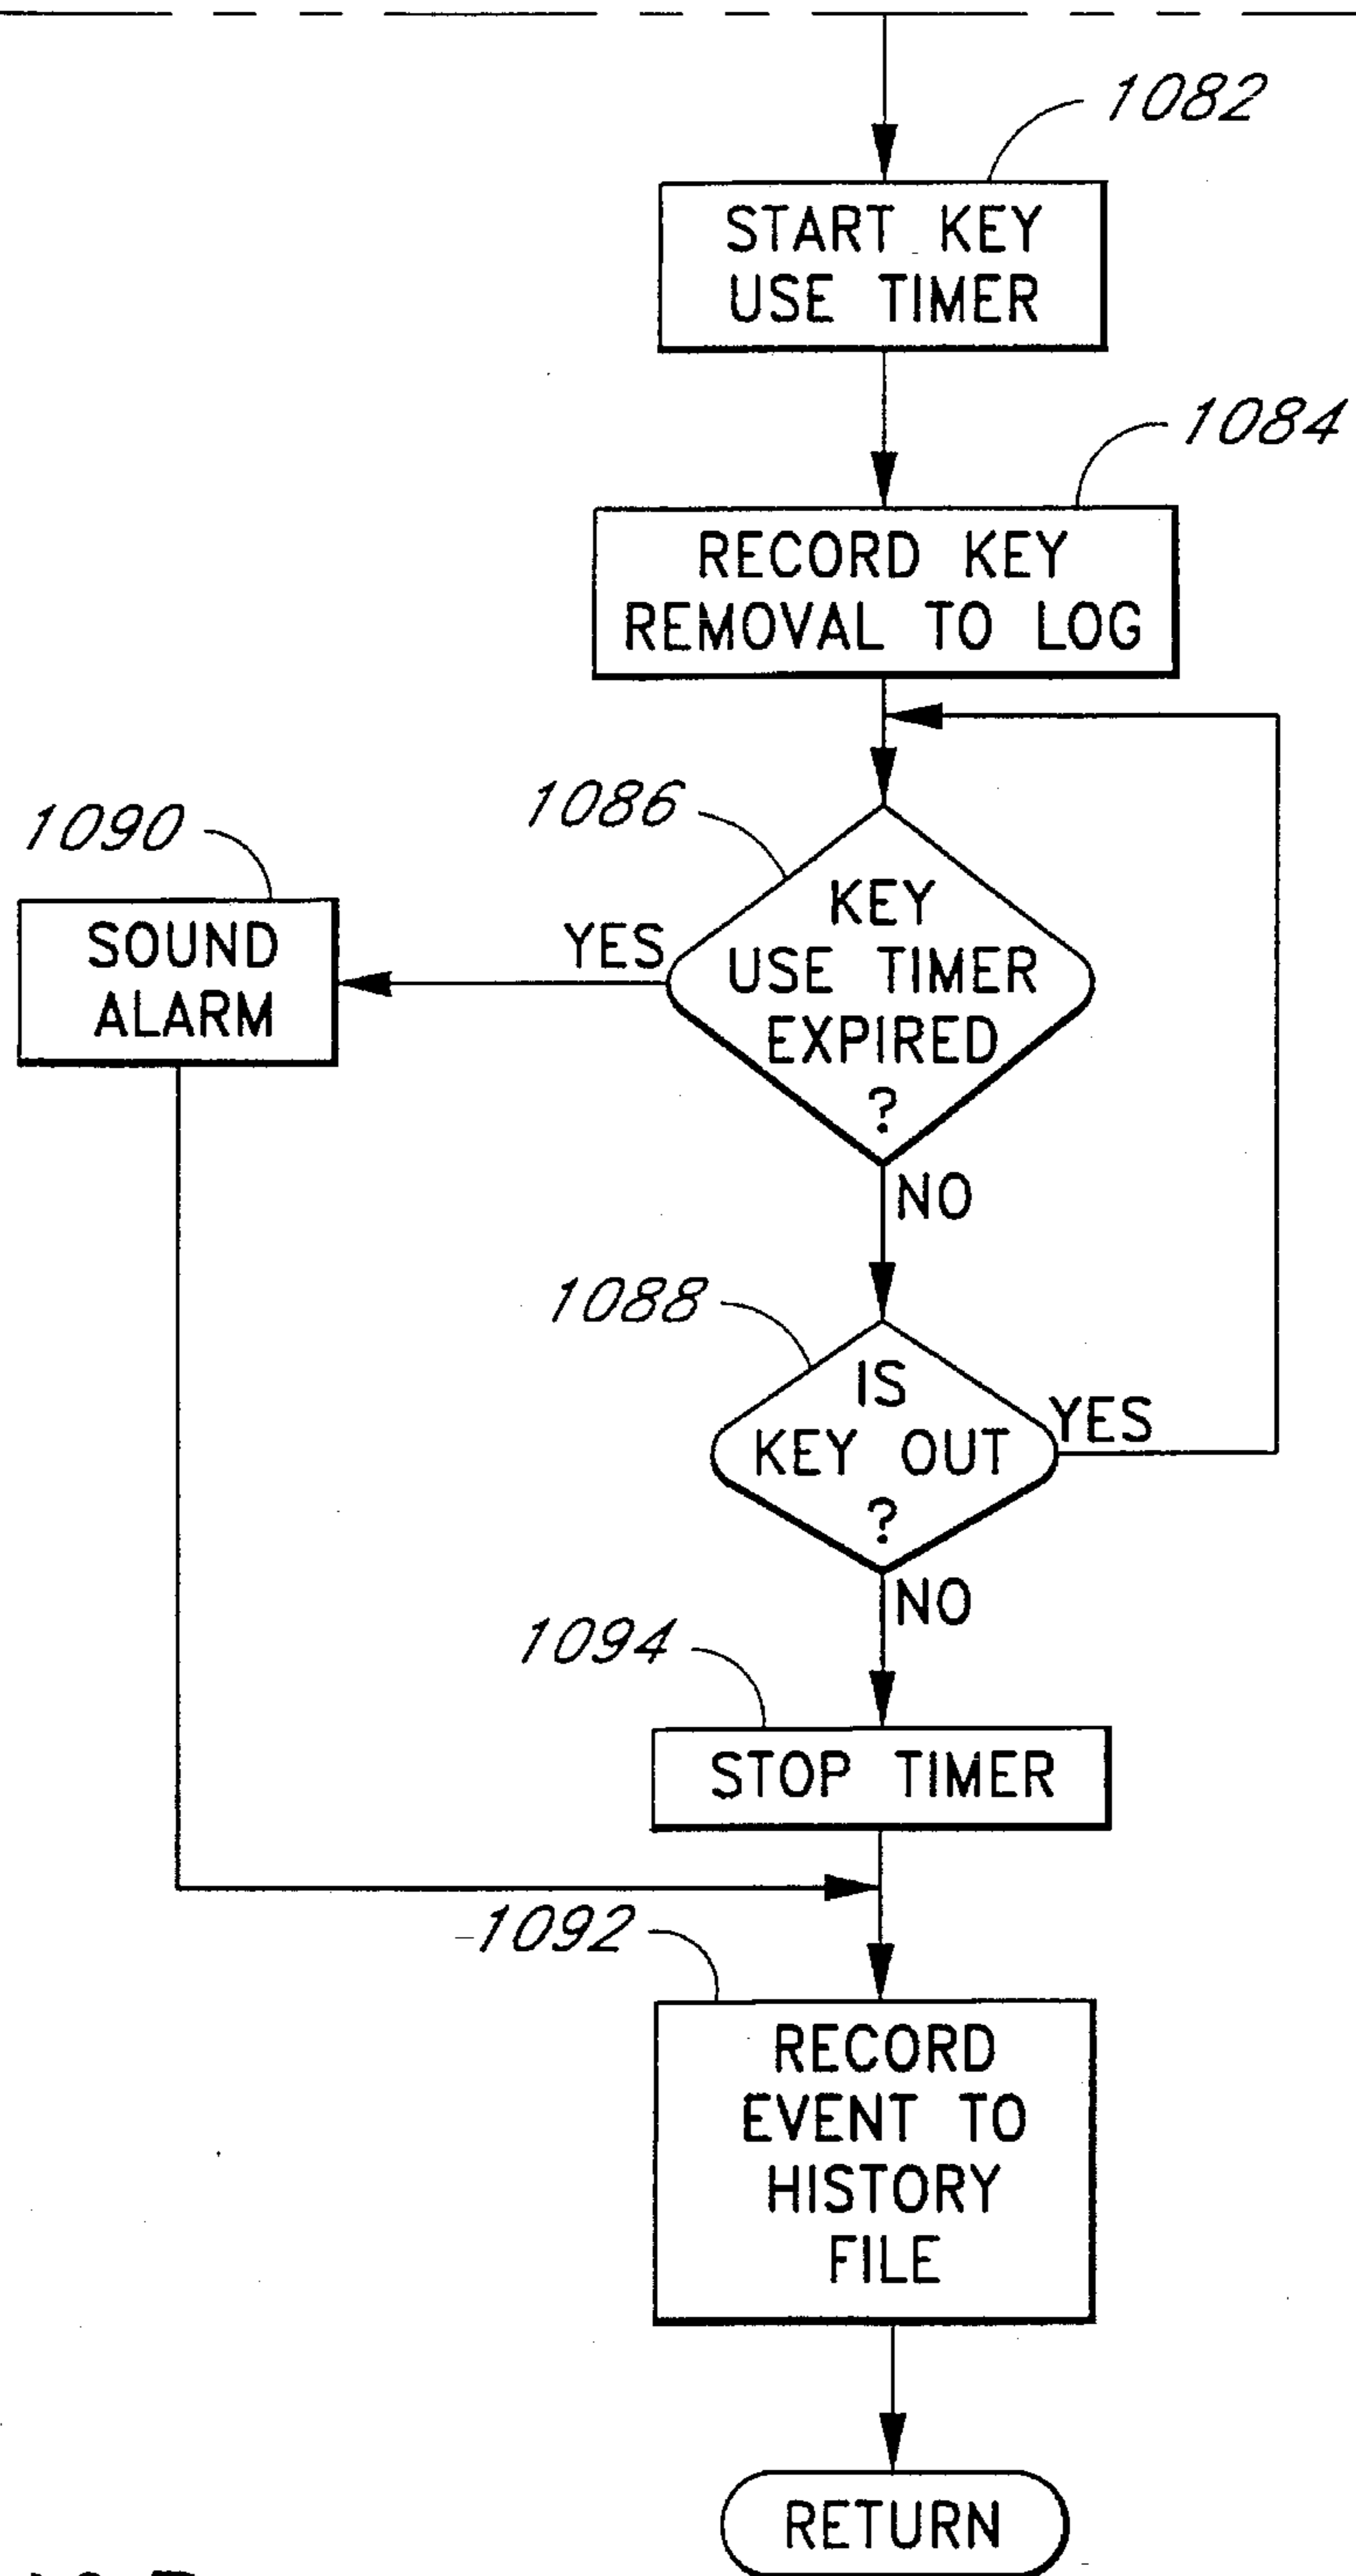 1082
START KEY
USE TIMER
1084
RECORD KEY
REMOVAL TO LOG
1086
KEY
USE TIMER
EXPIRED
?
YES
1090
SOUND
ALARM
NO
1088
IS
KEY OUT
?
YES
NO
1094
STOP TIMER
1092
RECORD
EVENT TO
HISTORY
FILE
RETURN